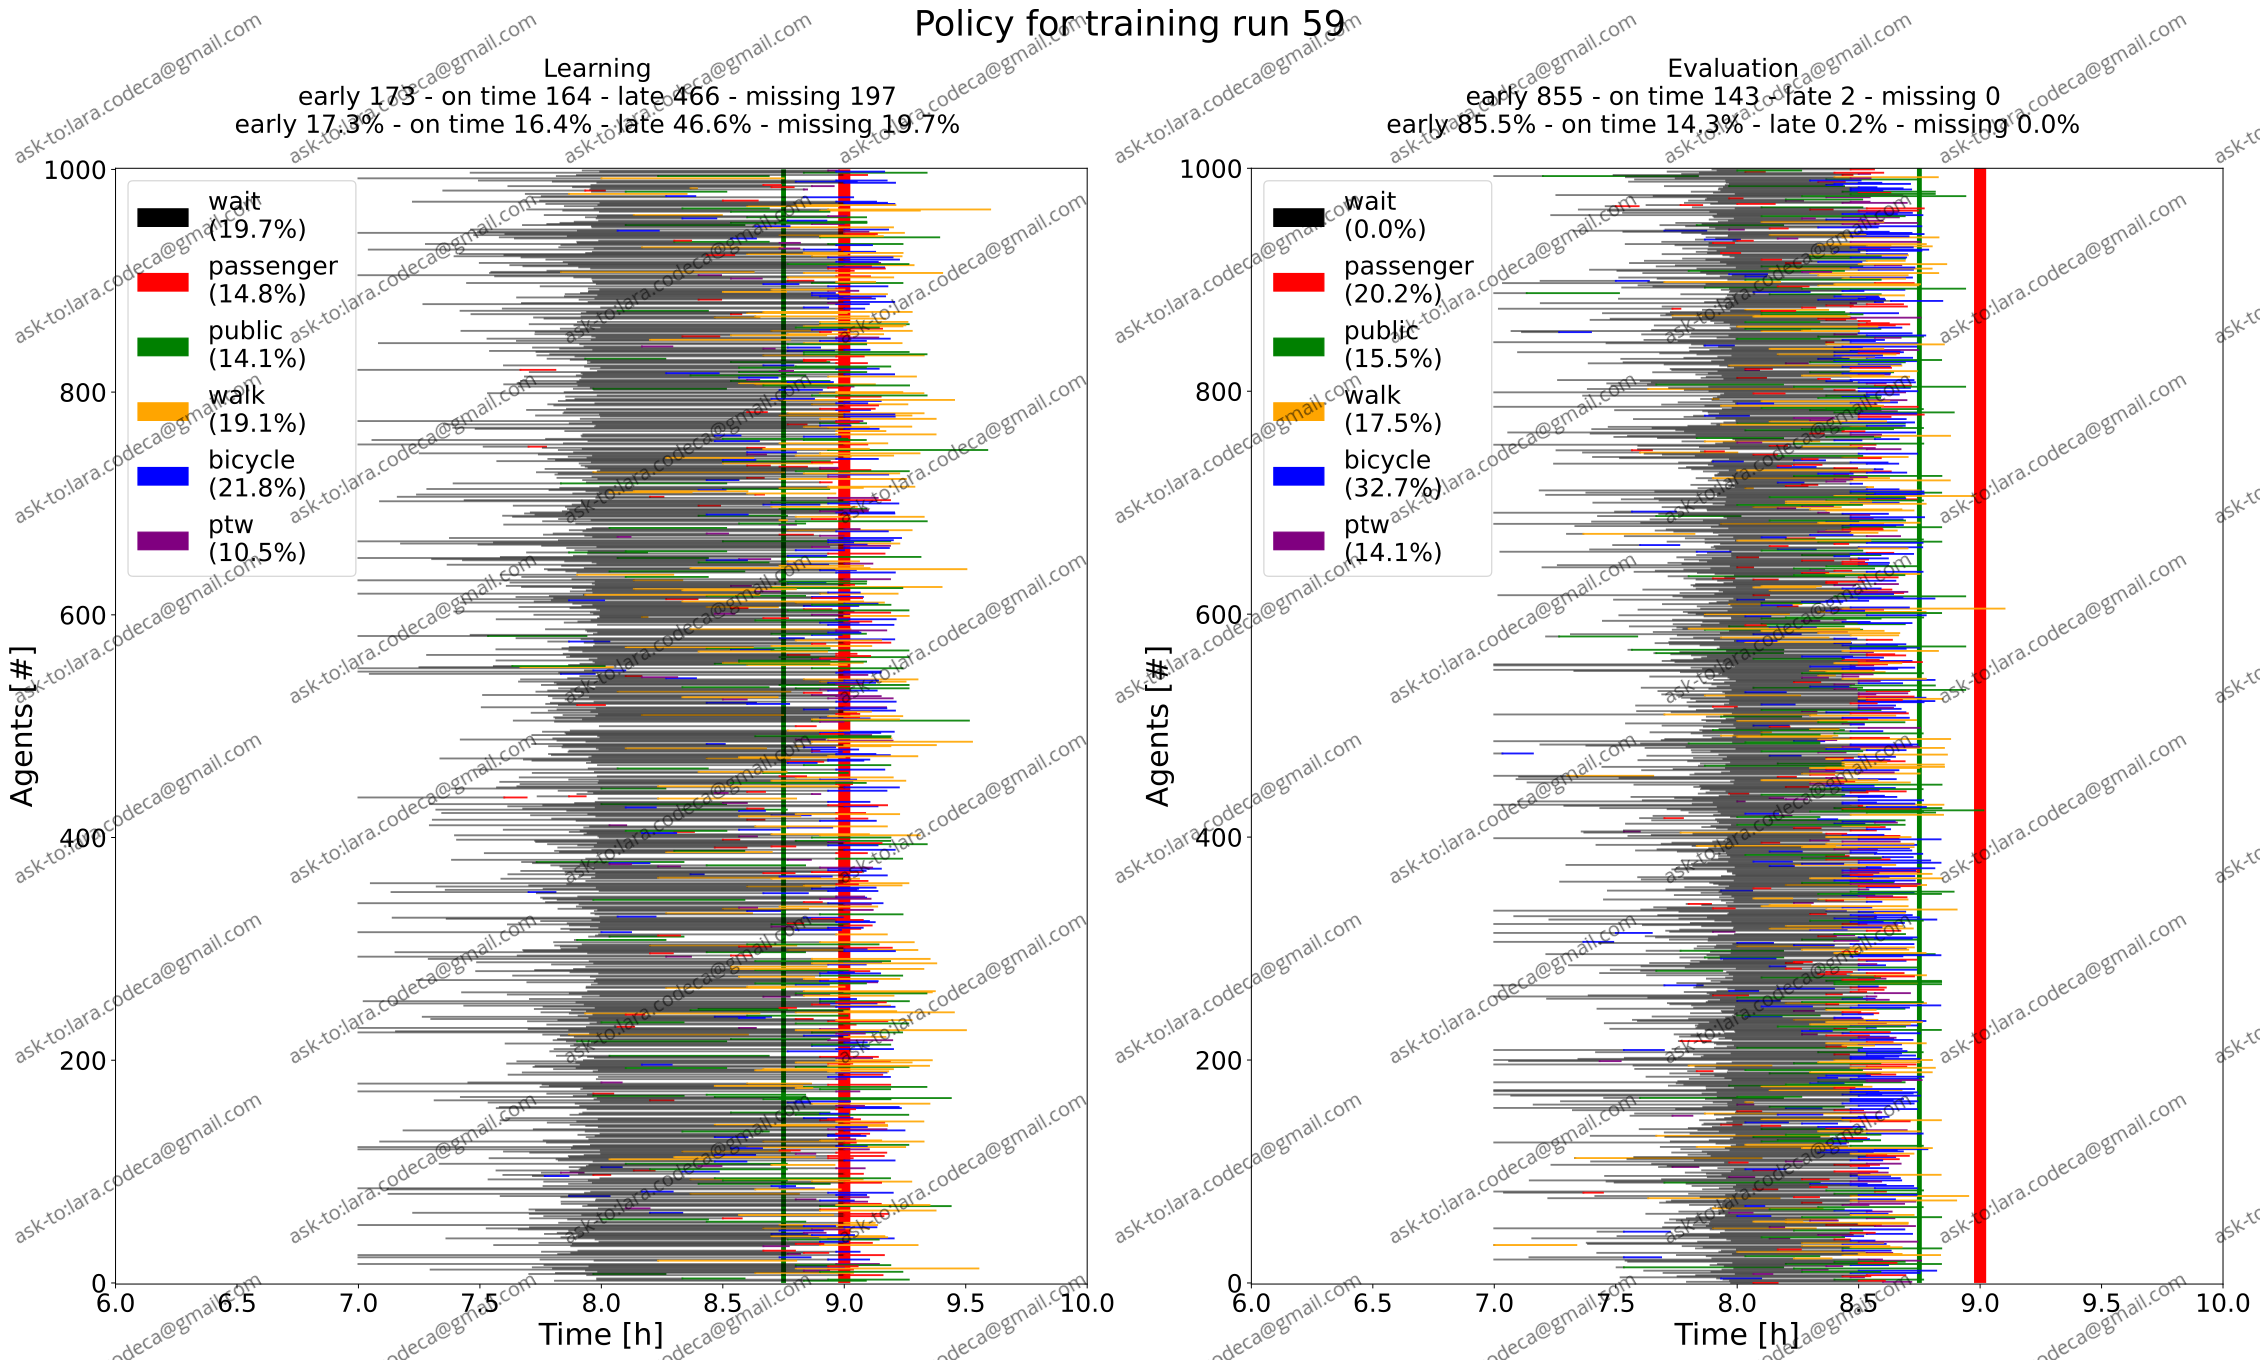 Policy for training run 59
Learning
early 173 - on time 164 - late 466 - missing 197
early 17.3% - on time 16.4% - late 46.6% - missing 19.7%
1000
800
600
400
200
0
Agents [#]
wait
(19.7%)
passenger
(14.8%)
public
(14.1%)
walk
(19.1%)
bicycle
(21.8%)
ptw
(10.5%)
6.0 6.5 7.0 7.5 8.0 8.5 9.0 9.5 10.0
Time [h]
Evaluation
early 855 - on time 143 - late 2 - missing 0
early 85.5% - on time 14.3% - late 0.2% - missing 0.0%
1000
800
600
400
200
0
Agents [#]
wait
(0.0%)
passenger
(20.2%)
public
(15.5%)
walk
(17.5%)
bicycle
(32.7%)
ptw
(14.1%)
6.0 6.5 7.0 7.5 8.0 8.5 9.0 9.5 10.0
Time [h]
ask-to:lara.codeca@gmail.com